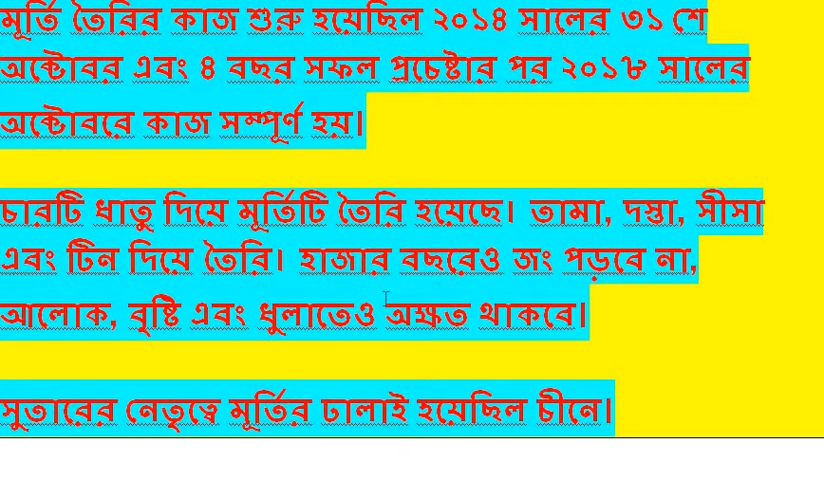 মূর্তি তৈরির কাজ শুরু হয়েছিল ২০১৪ সালের ৩১ শে
অক্টোবর এবং ৪ বছর সফল প্রচেষ্টার পর ২০১৮ সালের
অক্টোবরে কাজ সম্পূর্ণ হয়।
চারটি ধাতু দিয়ে মূর্তিটি তৈরি হয়েছে। তামা, দস্তা, সীসা
এবং টিন দিয়ে তৈরি। হাজার বছরেও জং পড়বে না,
আলোক, বৃষ্টি এবং ধুলাতেও অক্ষত থাকবে।
সুতারের নেতৃত্বে মূর্তির ঢালাই হয়েছিল চীনে।